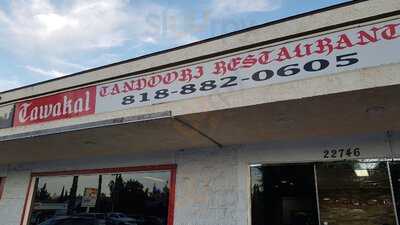 Tawakal
TANDOORI RESTAURANT
818-882-0605
22746